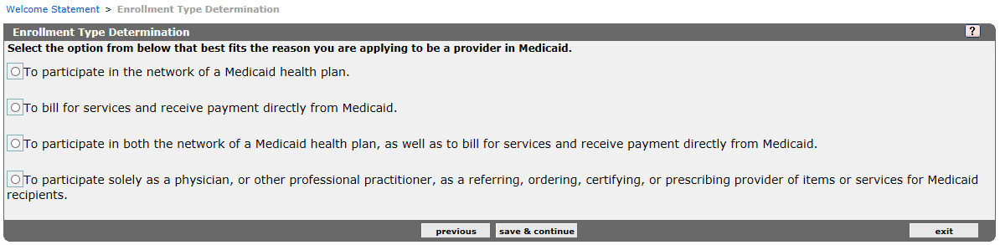 Welcome Statement > Enrollment Type Determination
Enrollment Type Determination ?
Select the option from below that best fits the reason you are applying to be a provider in Medicaid.
To participate in the network of a Medicaid health plan.
To bill for services and receive payment directly from Medicaid.
To participate in both the network of a Medicaid health plan, as well as to bill for services and receive payment directly from Medicaid.
To participate solely as a physician, or other professional practitioner, as a referring, ordering, certifying, or prescribing provider of items or services for Medicaid
recipients.
previous save & continue exit